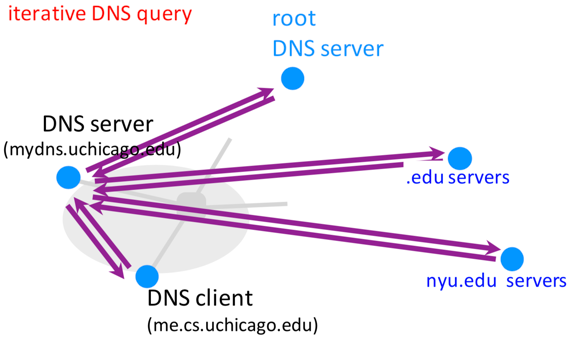 iterative DNS query
root
DNS server
DNS server
(mydns.uchicago.edu)
.edu servers
nyu.edu servers
DNS client
(me.cs.uchicago.edu)